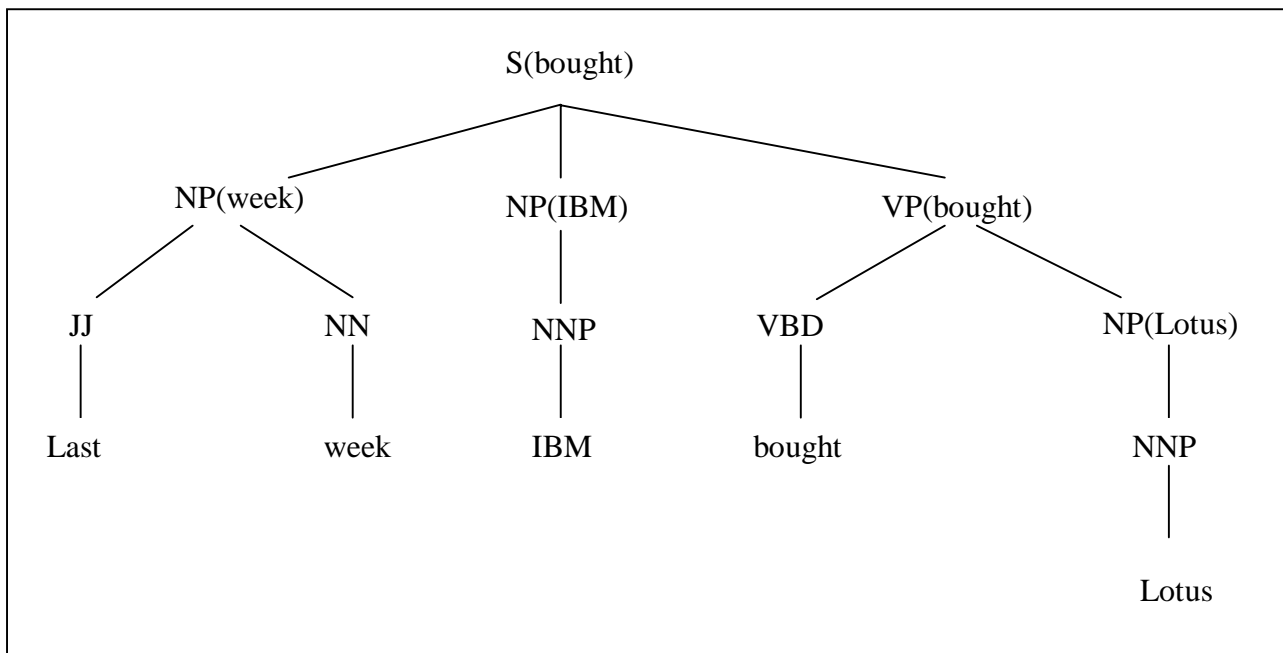 S(bought)
NP(week) NP(IBM) VP(bought)
JJ NN NNP VBD NP(Lotus)
Last week IBM bought NNP
Lotus